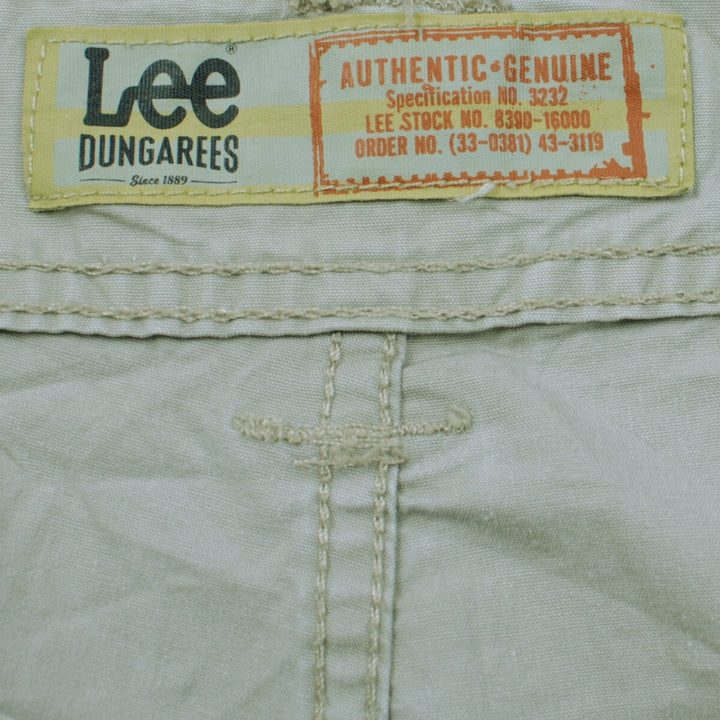 Lee®
DUNGAREES
Since 1889
AUTHENTIC·GENUINE
Specification NO. 3232
LEE STOCK NO. 8390-16000
ORDER NO. (33-0381) 43-3119